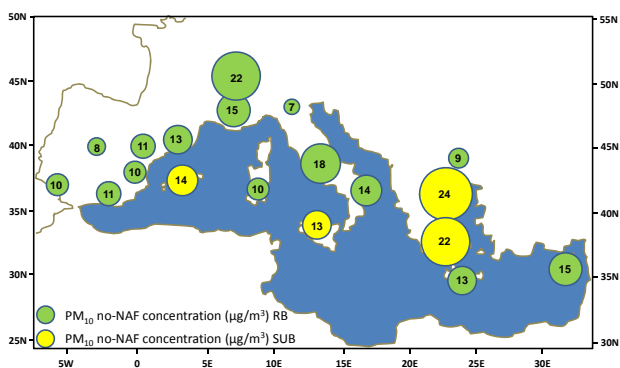 50N
55N
22
45N
50N
15
7
13
11
8
40N
45N
18
9
10
14
10
11
10
14
24
35N
13
40N
22
15
13
30N
35N
PM10 no-NAF concentration (µg/m3) RB
PM10 no-NAF concentration (µg/m3) SUB
25N
30N
5W
0
5E
10E
15E
20E
25E
30E